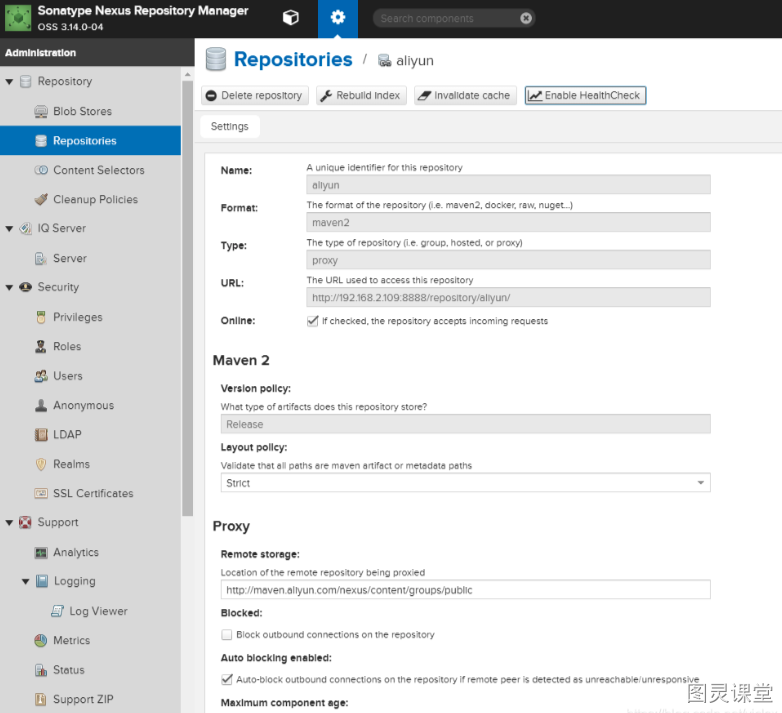 Sonatype Nexus Repository Manager
OSS 3.14.0-04
Search components
Administration
Repository
Blob Stores
Repositories
Content Selectors
Cleanup Policies
IQ Server
Server
Security
Privileges
Roles
Users
Anonymous
LDAP
Realms
SSL Certificates
Support
Analytics
Logging
Log Viewer
Metrics
Status
Support ZIP
Repositories / aliyun
Delete repository Rebuild Index Invalidate cache Enable HealthCheck
Settings
Name: A unique identifier for this repository
aliyun
Format: The format of the repository (i.e. maven2, docker, raw, nuget...)
maven2
Type: The type of repository (i.e. group, hosted, or proxy)
proxy
URL: The URL used to access this repository
http://192.168.2.109:8888/repository/aliyun/
Online: If checked, the repository accepts incoming requests
Maven 2
Version policy:
What type of artifacts does this repository store?
Release
Layout policy:
Validate that all paths are maven artifact or metadata paths
Strict
Proxy
Remote storage:
Location of the remote repository being proxied
http://maven.aliyun.com/nexus/content/groups/public
Blocked:
Block outbound connections on the repository
Auto blocking enabled:
Auto-block outbound connections on the repository if remote peer is detected as unreachable/unresponsive
Maximum component age:
图灵课堂